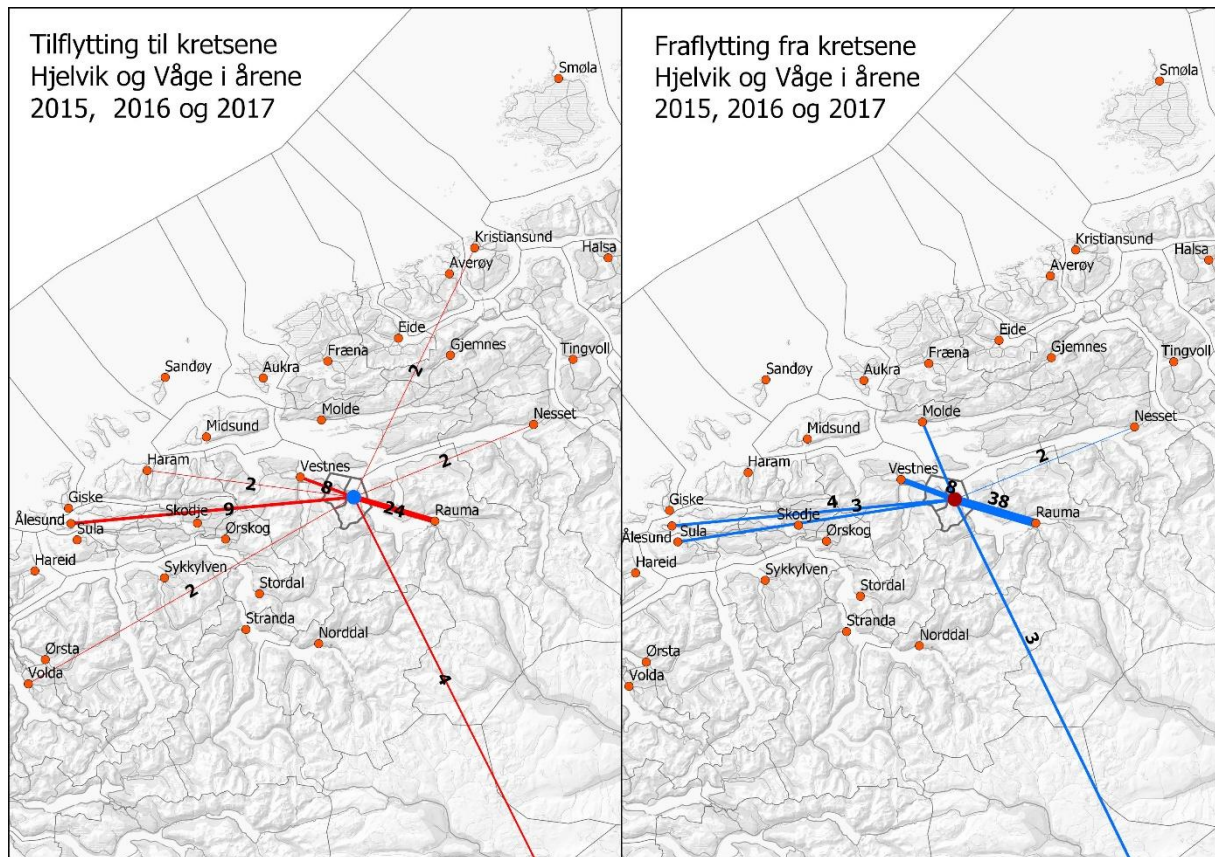 Tilflytting til kretsene
Hjelvik og Våge i årene
2015, 2016 og 2017
Smøla
Kristiansund
Averøy
Halsa
Eide
Fræna
Gjemnes
Tingvoll
Sandøy
Aukra
2
Molde
Nesset
Midsund
2
Haram
Vestnes
2
8
Giske
9
24
Ålesund
Skodje
Rauma
Sula
Ørskog
Hareid
Sykkylven
2
Stordal
Stranda
Norddal
Ørsta
Volda
4
Fraflytting fra kretsene
Hjelvik og Våge i årene
2015, 2016 og 2017
Smøla
Kristiansund
Averøy
Halsa
Eide
Fræna
Gjemnes
Tingvoll
Sandøy
Aukra
Molde
Nesset
Midsund
2
Haram
Vestnes
8
Giske
4
3
38
Skodje
Rauma
Ålesund
Sula
Ørskog
Hareid
Sykkylven
Stordal
Stranda
Norddal
3
Ørsta
Volda